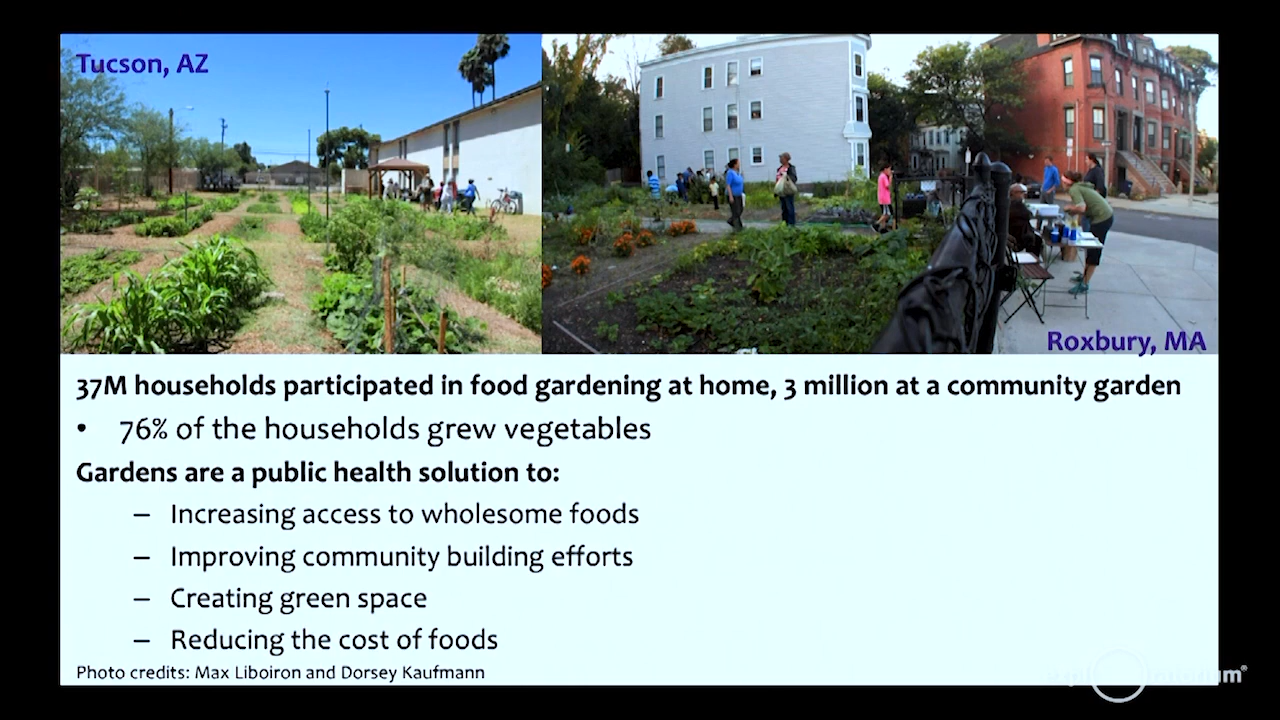 Tucson, AZ
Roxbury, MA
37M households participated in food gardening at home, 3 million at a community garden
• 76% of the households grew vegetables
Gardens are a public health solution to:
– Increasing access to wholesome foods
– Improving community building efforts
– Creating green space
– Reducing the cost of foods
Photo credits: Max Liboiron and Dorsey Kaufmann